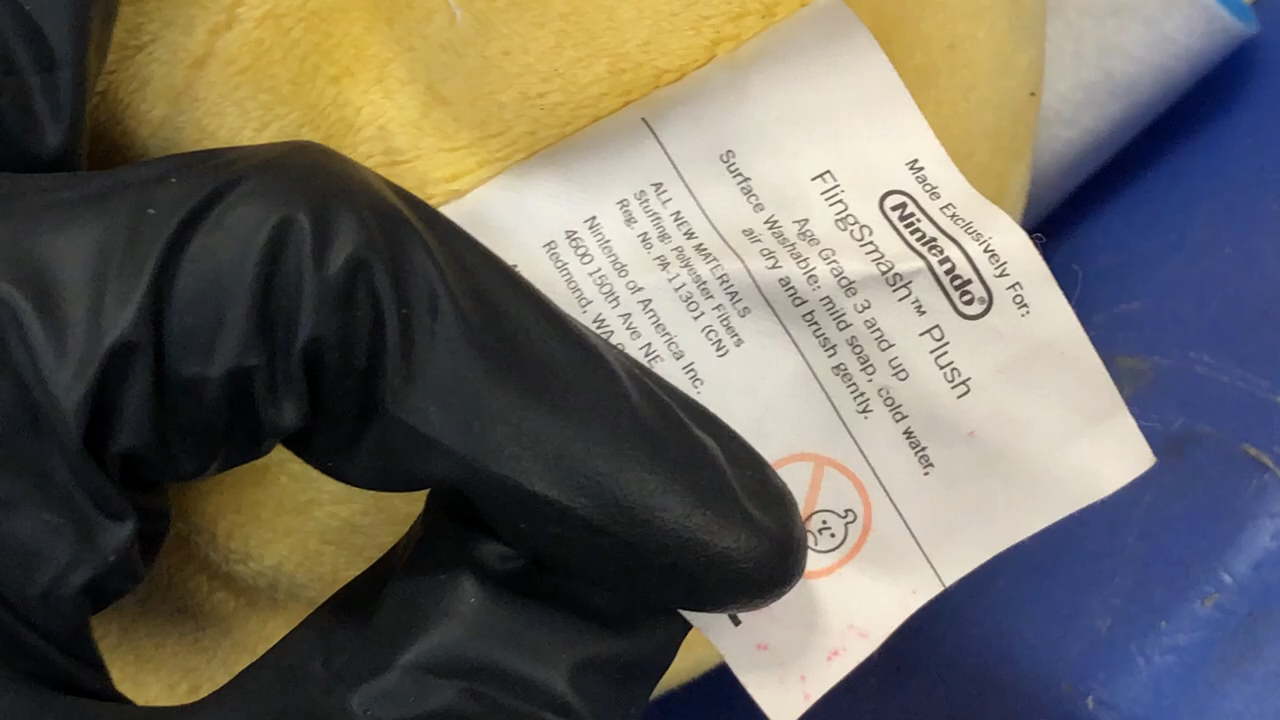 Made Exclusively For:
Nintendo®
FlingSmash™ Plush
Age Grade 3 and up
Surface Washable: mild soap, cold water,
air dry and brush gently.
ALL NEW MATERIALS
Stuffing: Polyester Fibers
Reg. No. PA-11301 (CN)
Nintendo of America Inc.
4600 150th Ave NE
Redmond, WA